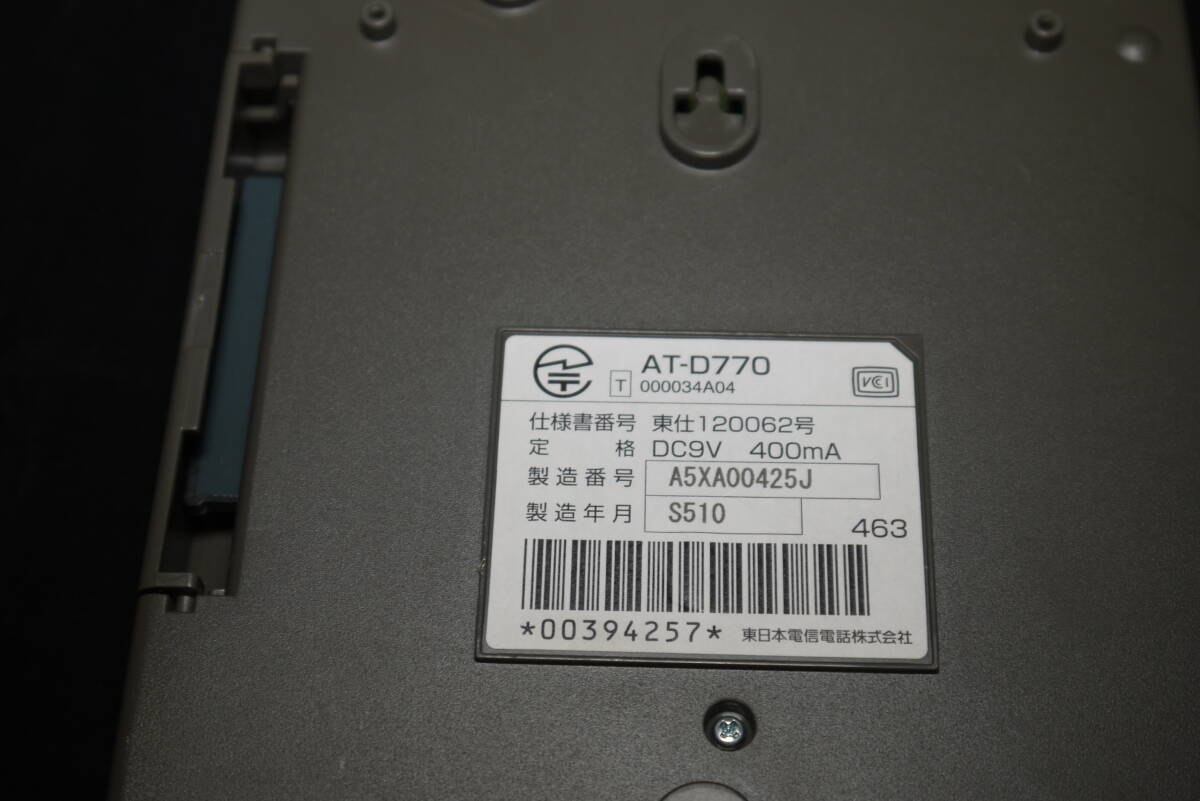 AT-D770
T 000034A04
VCCI
仕様書番号 東仕120062号
定 格 DC9V 400mA
製造番号 A5XA00425J
製造年月 S510
463
*00394257* 東日本電信電話株式会社